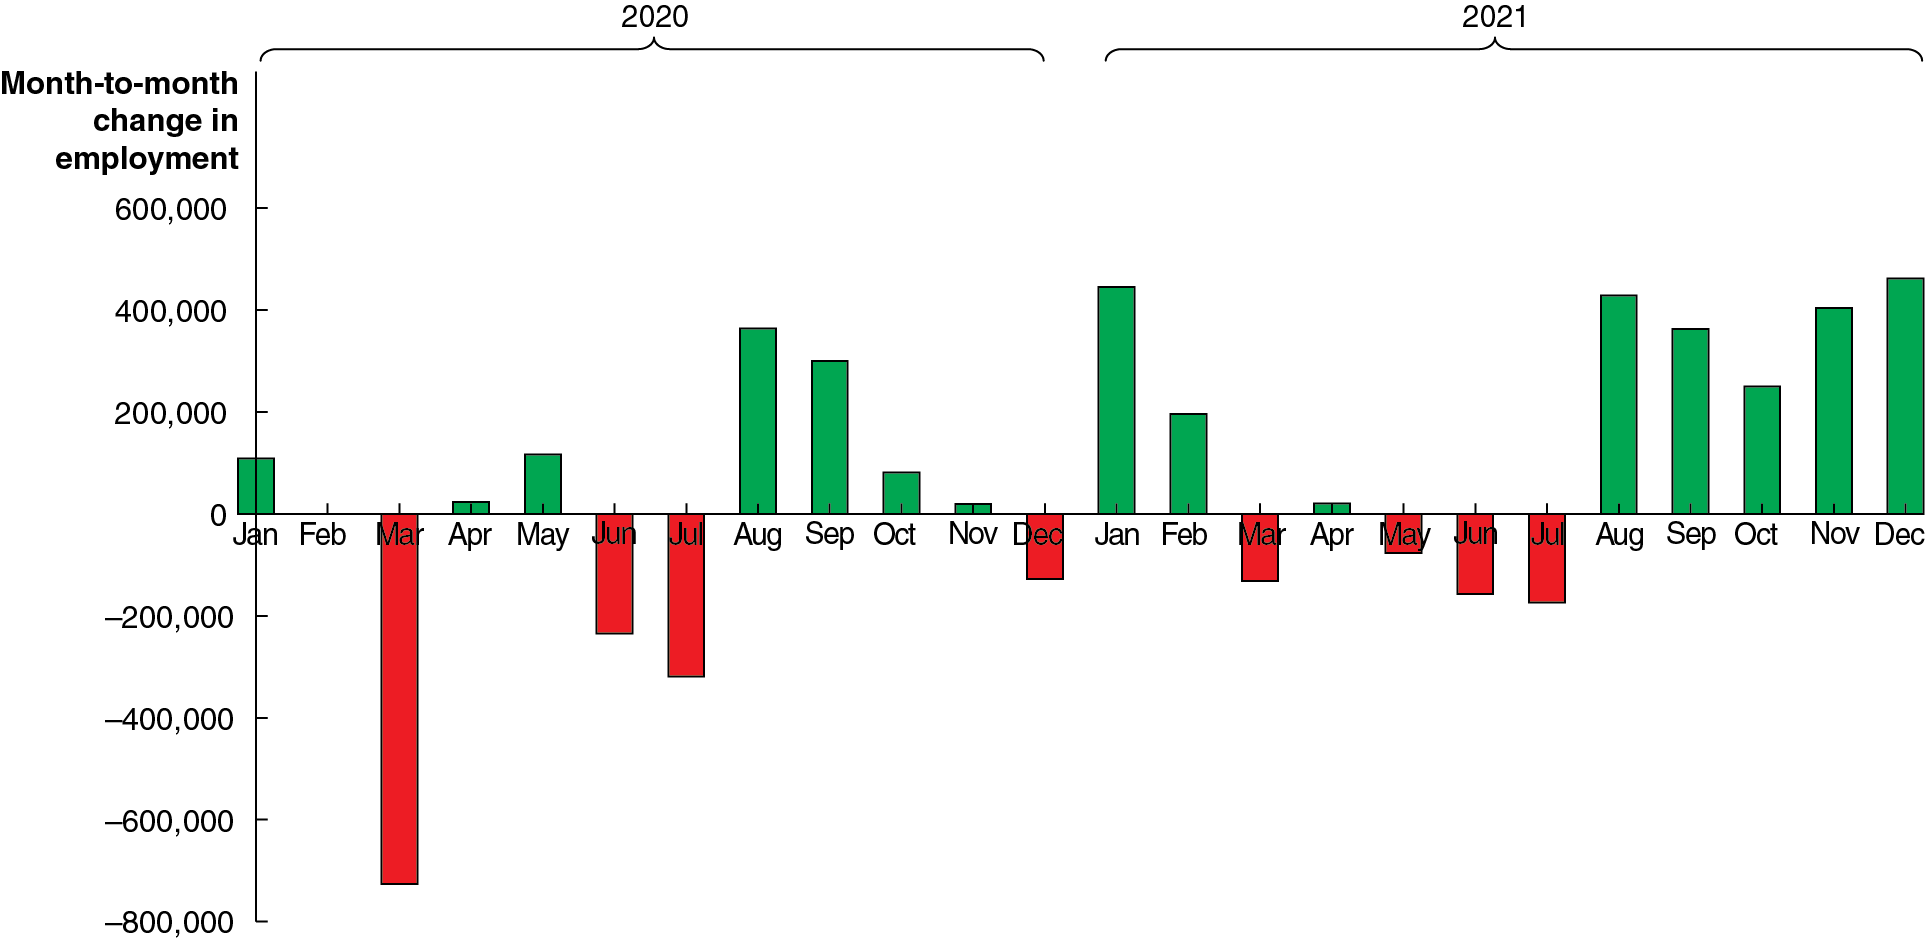 2020 2021
Month-to-month
change in
employment
600,000
400,000
200,000
0
Jan Feb Mar Apr May Jun Jul Aug Sep Oct Nov Dec Jan Feb Mar Apr May Jun Jul Aug Sep Oct Nov Dec
–200,000
–400,000
–600,000
–800,000